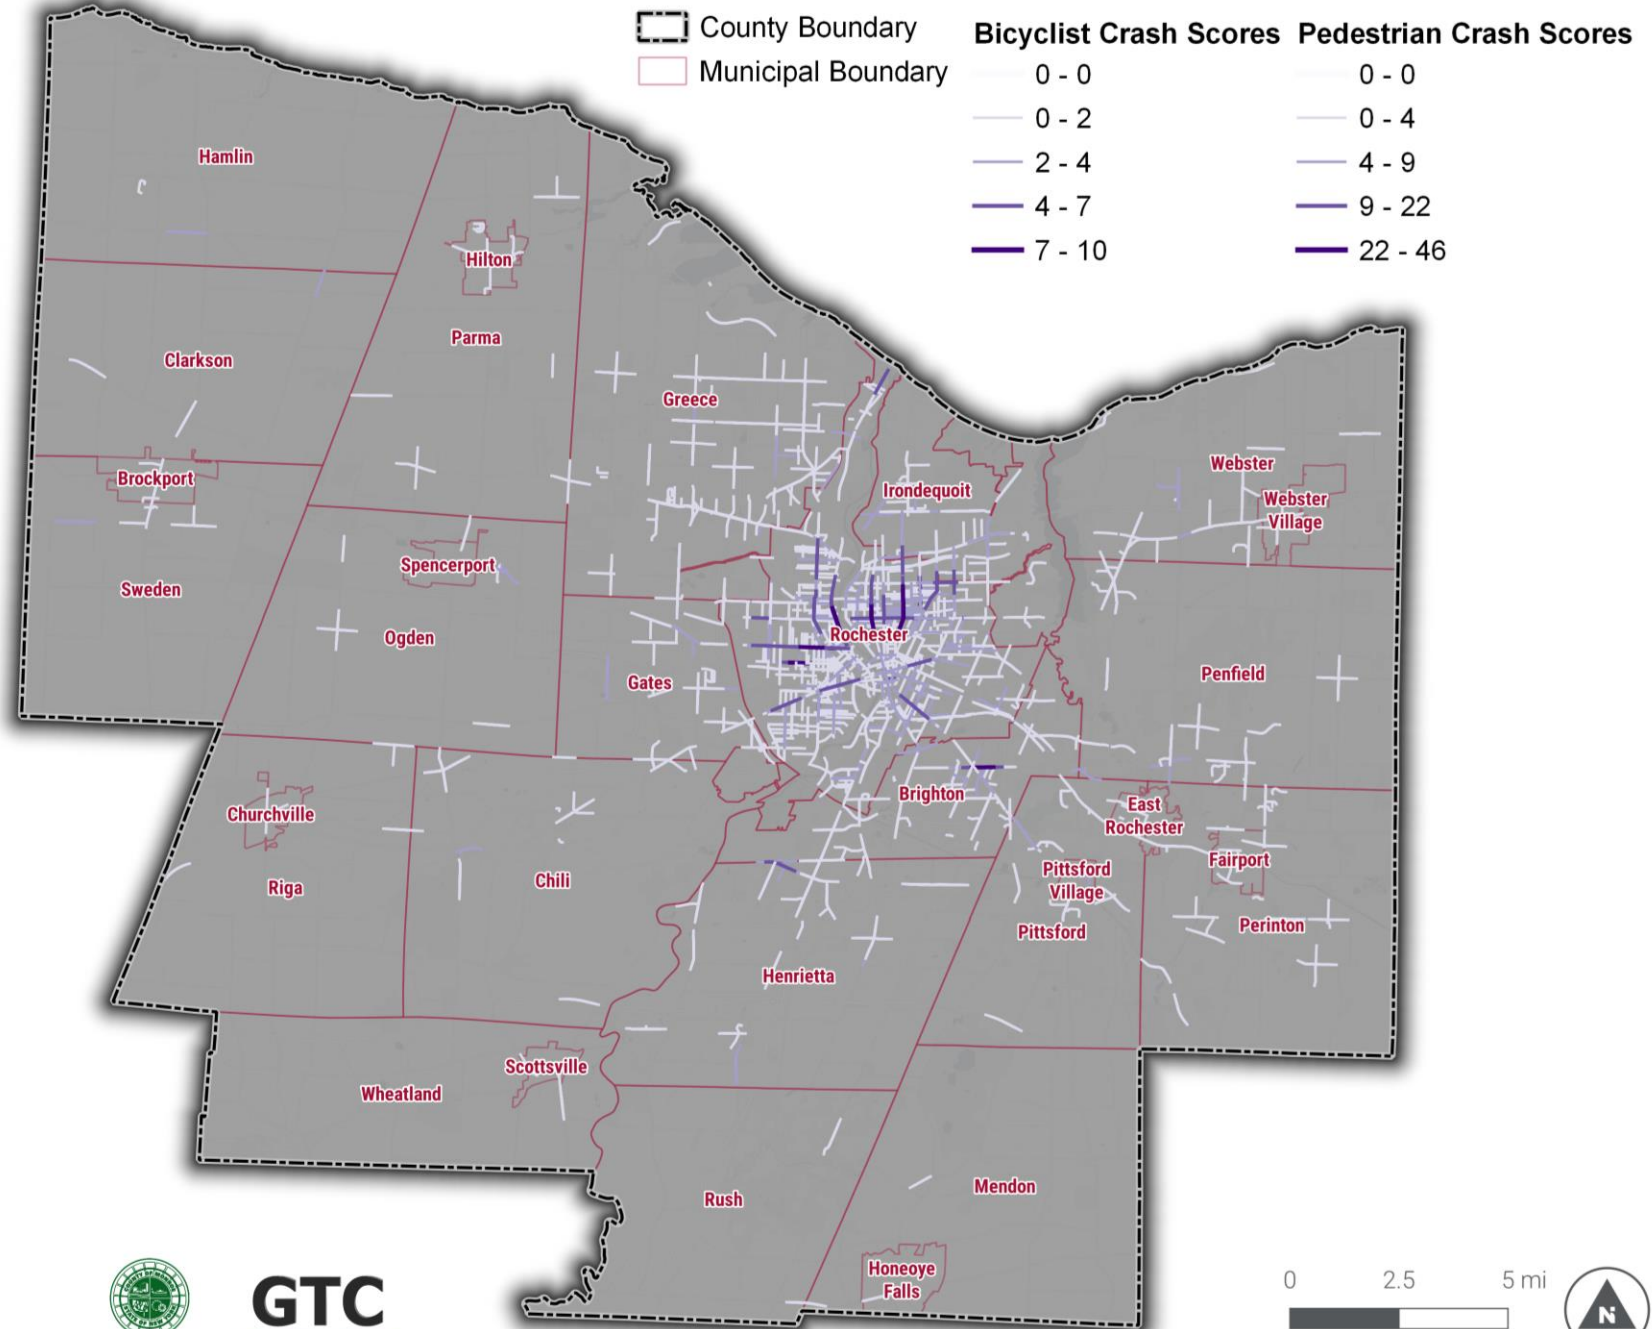 County Boundary
Municipal Boundary
Bicyclist Crash Scores
0 - 0
0 - 2
2 - 4
4 - 7
7 - 10
Pedestrian Crash Scores
0 - 0
0 - 4
4 - 9
9 - 22
22 - 46
Hamlin
Hilton
Parma
Clarkson
Greece
Brockport
Irondequoit
Webster
Webster
Village
Spencerport
Sweden
Ogden
Rochester
Gates
Penfield
Churchville
Brighton
East
Rochester
Riga
Chili
Pittsford
Village
Fairport
Pittsford
Perinton
Henrietta
Scottsville
Wheatland
Rush
Mendon
Honeoye
Falls
GTC
0 2.5 5 mi
N